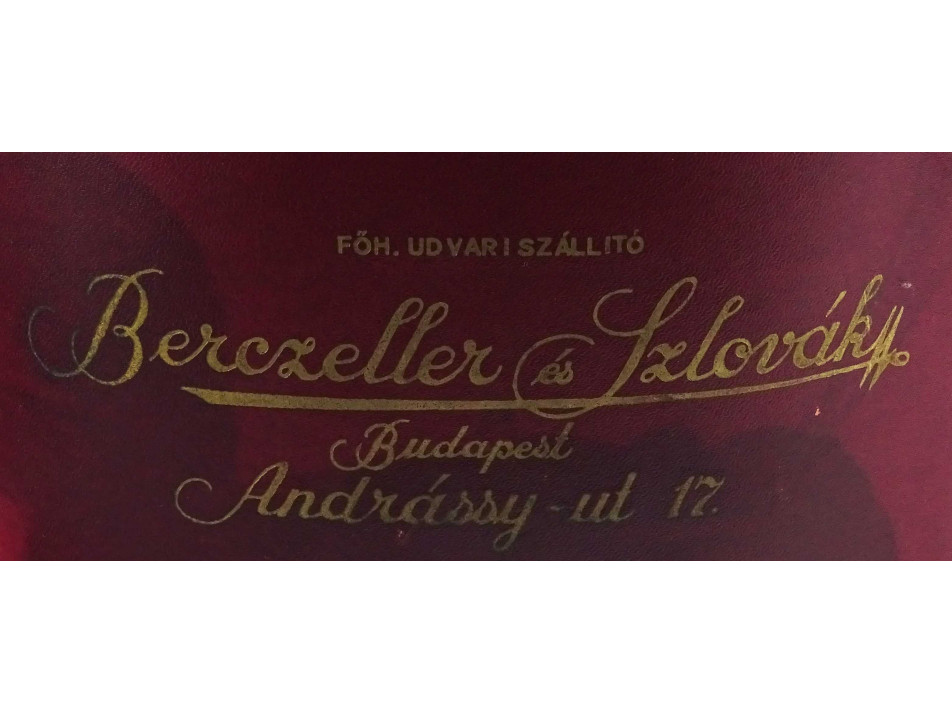 FŐH. UDVARI SZÁLLITÓ
Berczeller és Szlovák
Budapest
Andrássy-ut 17.